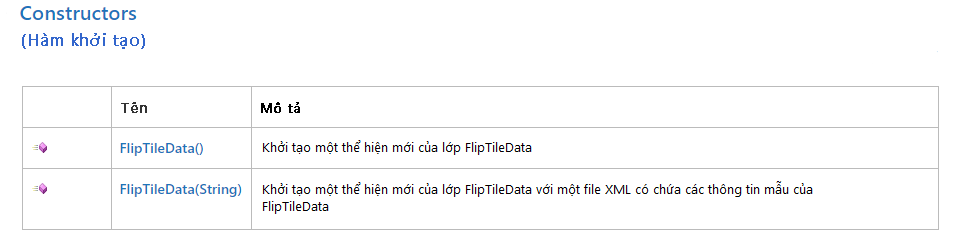 Constructors
(Hàm khởi tạo)
Tên Mô tả
FlipTileData() Khởi tạo một thể hiện mới của lớp FlipTileData
FlipTileData(String) Khởi tạo một thể hiện mới của lớp FlipTileData với một file XML có chứa các thông tin mẫu của
FlipTileData